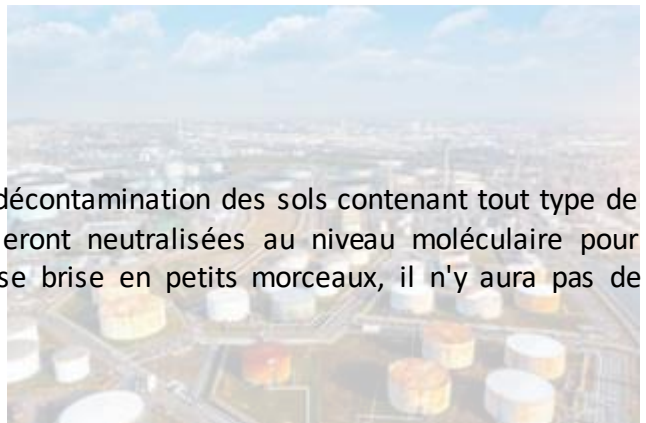 décontamination des sols contenant tout type de
eront neutralisées au niveau moléculaire pour
se brise en petits morceaux, il n'y aura pas de